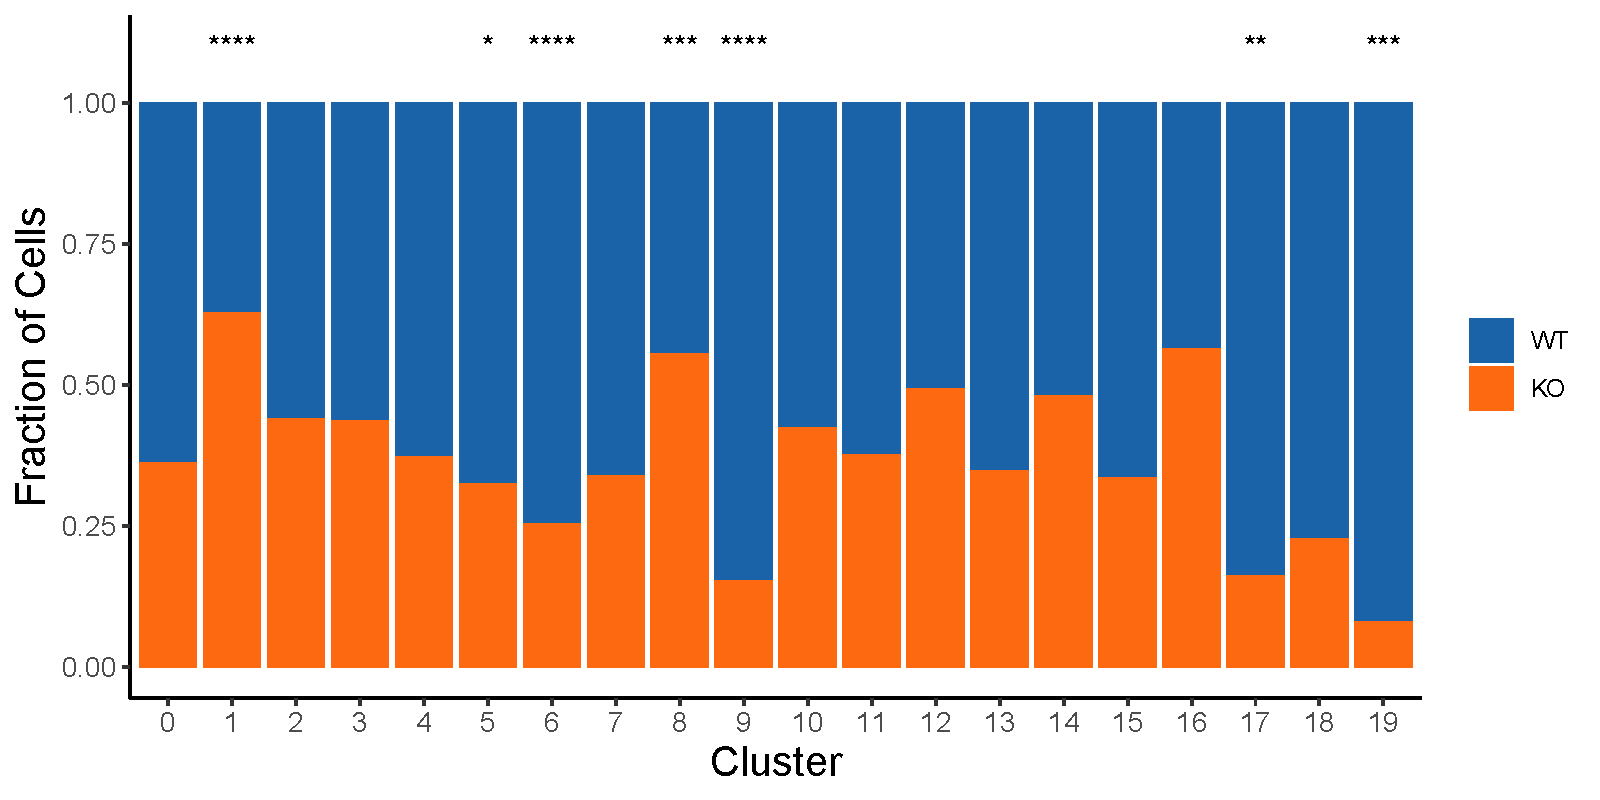 **** * **** *** **** ** ***
1.00
0.75
0.50
0.25
0.00
Fraction of Cells
0 1 2 3 4 5 6 7 8 9 10 11 12 13 14 15 16 17 18 19
Cluster
WT
KO